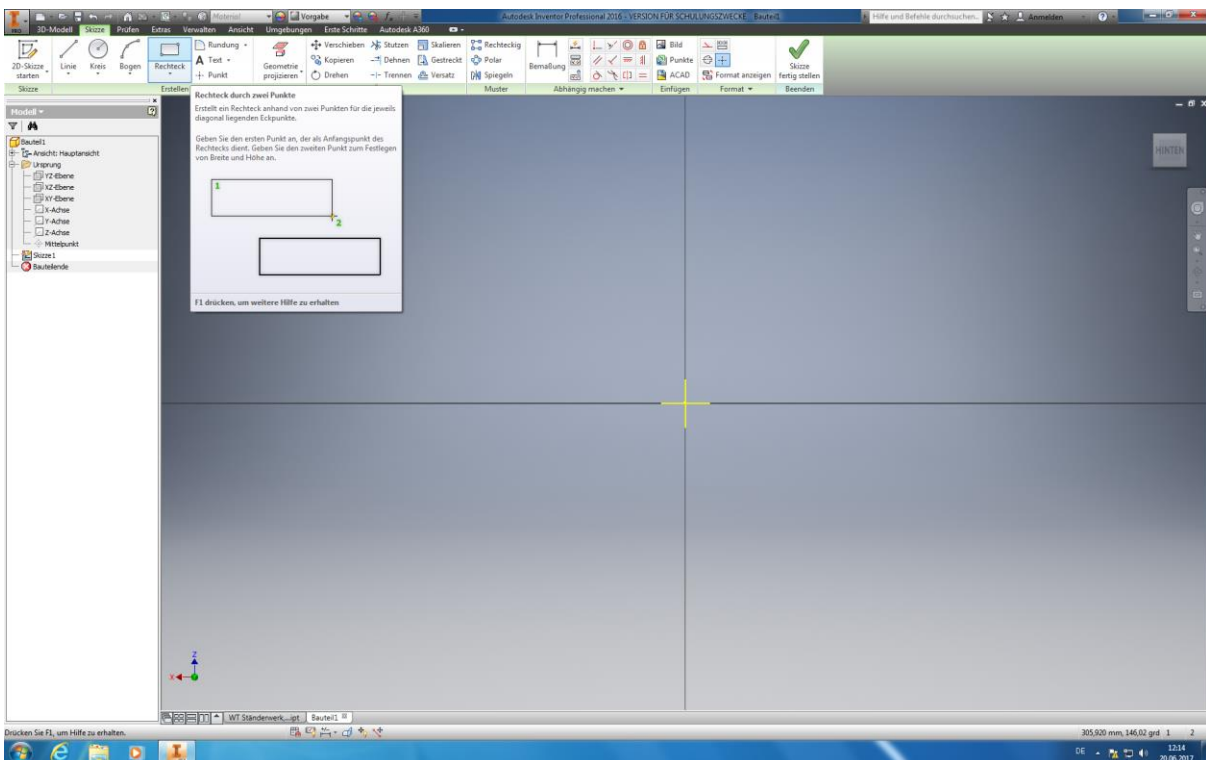 Material
Vorgabe
Autodesk Inventor Professional 2016 - VERSION FÜR SCHULUNGSZWECKE Bauteil1
Hilfe und Befehle durchsuchen...
Anmelden
PRO
3D-Modell Skizze Prüfen Extras Verwalten Ansicht Umgebungen Erste Schritte Autodesk A360
2D-Skizze starten
Linie
Kreis
Bogen
Rechteck
Rundung
Text
Punkt
Geometrie projizieren
Verschieben
Kopieren
Drehen
Stutzen
Dehnen
Trennen
Skalieren
Gestreckt
Versatz
Rechteckig
Polar
Spiegeln
Bemaßung
Bild
Punkte
ACAD
Format anzeigen
Skizze fertig stellen
Skizze
Erstellen
Muster
Abhängig machen
Einfügen
Format
Beenden
Modell
Bauteil1
Ansicht: Hauptansicht
Ursprung
YZ-Ebene
XZ-Ebene
XY-Ebene
X-Achse
Y-Achse
Z-Achse
Mittelpunkt
Skizze1
Bauteilende
Rechteck durch zwei Punkte
Erstellt ein Rechteck anhand von zwei Punkten für die jeweils
diagonal liegenden Eckpunkte.
Geben Sie den ersten Punkt an, der als Anfangspunkt des
Rechtecks dient. Geben Sie den zweiten Punkt zum Festlegen
von Breite und Höhe an.
1
2
F1 drücken, um weitere Hilfe zu erhalten
HINTEN
Z
X
WT Ständerwerk,...ipt
Bauteil1
Drücken Sie F1, um Hilfe zu erhalten.
305,920 mm, 146,02 grd 1 2
DE
12:14
20.06.2017